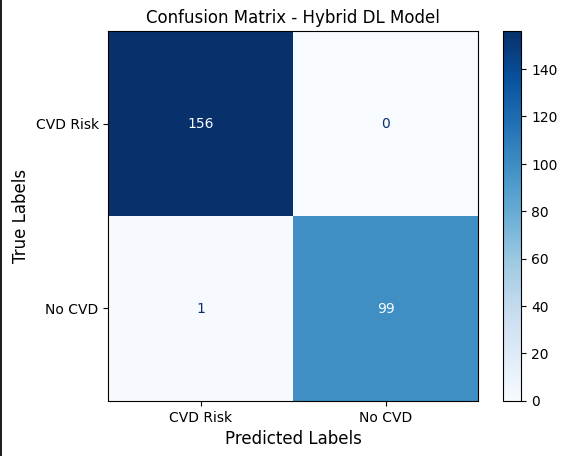 Confusion Matrix - Hybrid DL Model
True Labels
CVD Risk
156
0
No CVD
1
99
CVD Risk
No CVD
Predicted Labels
140
120
100
80
60
40
20
0